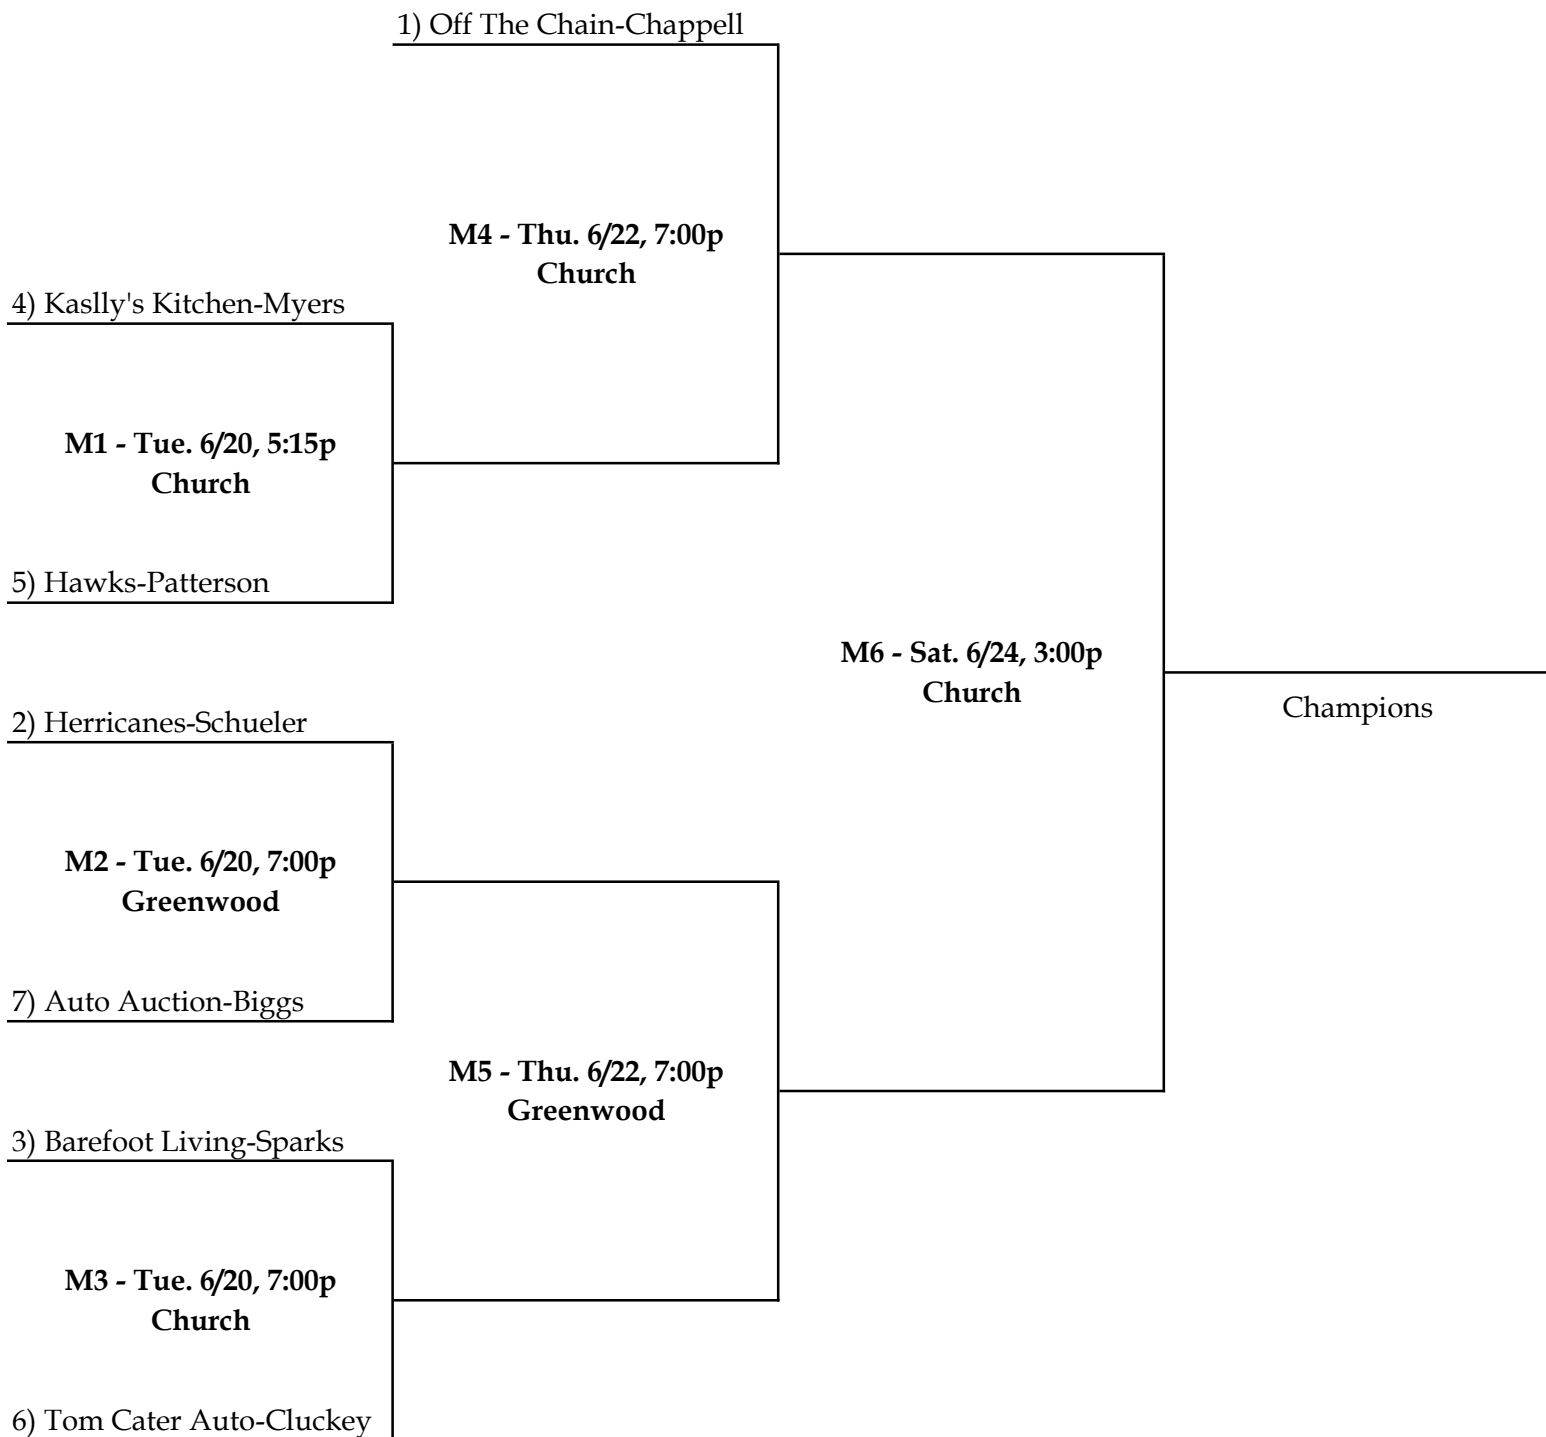 1) Off The Chain-Chappell
M4 - Thu. 6/22, 7:00p
Church
4) Kaslly's Kitchen-Myers
M1 - Tue. 6/20, 5:15p
Church
5) Hawks-Patterson
M6 - Sat. 6/24, 3:00p
Church
Champions
2) Herricanes-Schueler
M2 - Tue. 6/20, 7:00p
Greenwood
7) Auto Auction-Biggs
M5 - Thu. 6/22, 7:00p
Greenwood
3) Barefoot Living-Sparks
M3 - Tue. 6/20, 7:00p
Church
6) Tom Cater Auto-Cluckey